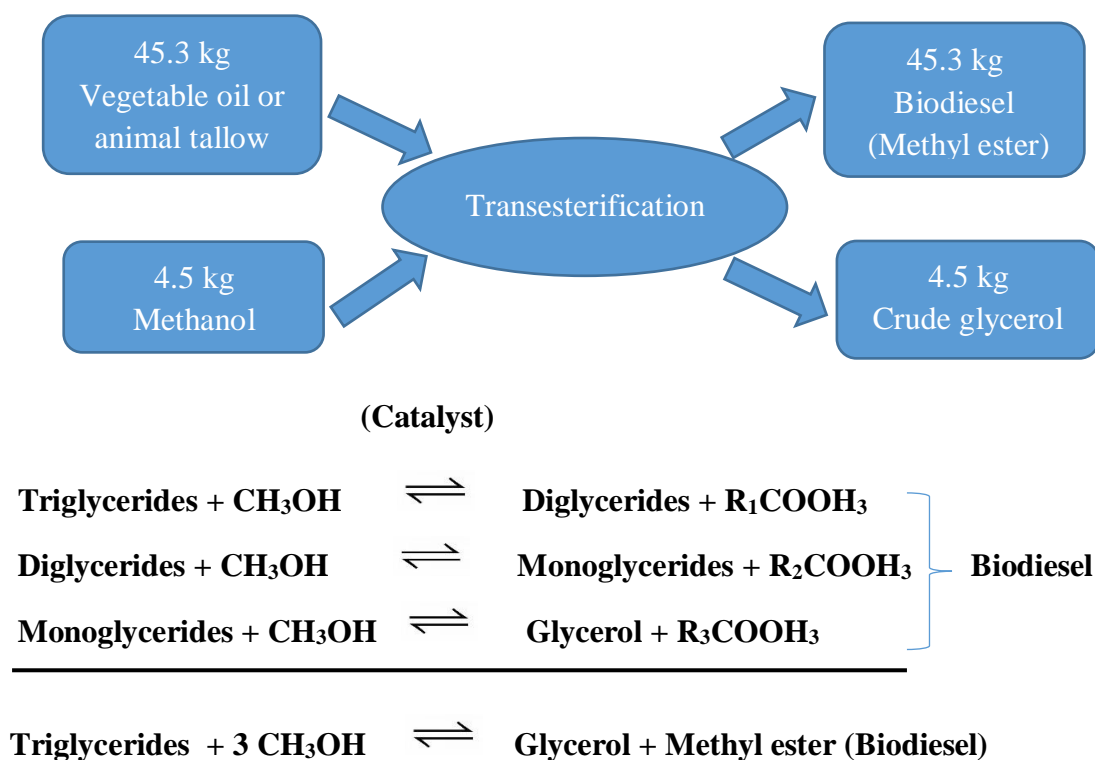 45.3 kg
Vegetable oil or
animal tallow
45.3 kg
Biodiesel
(Methyl ester)
Transesterification
4.5 kg
Methanol
4.5 kg
Crude glycerol
(Catalyst)
Triglycerides + CH₃OH ⇌ Diglycerides + R₁COOH₃
Diglycerides + CH₃OH ⇌ Monoglycerides + R₂COOH₃
Biodiesel
Monoglycerides + CH₃OH ⇌ Glycerol + R₃COOH₃
Triglycerides + 3 CH₃OH ⇌ Glycerol + Methyl ester (Biodiesel)